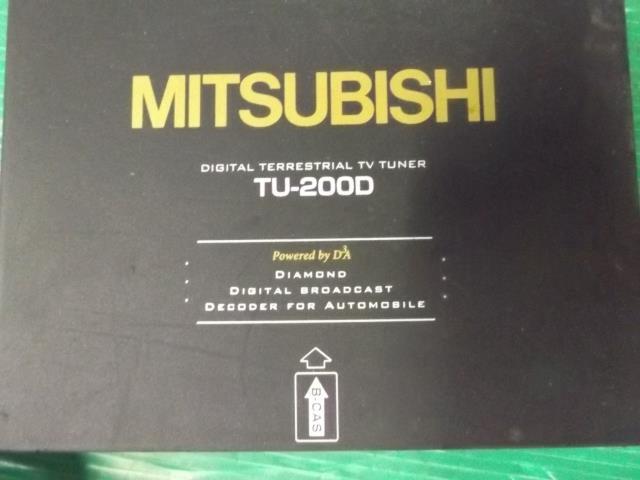 MITSUBISHI
DIGITAL TERRESTRIAL TV TUNER
TU-200D
Powered by D³A
DIAMOND
DIGITAL BROADCAST
DECODER FOR AUTOMOBILE
B-CAS